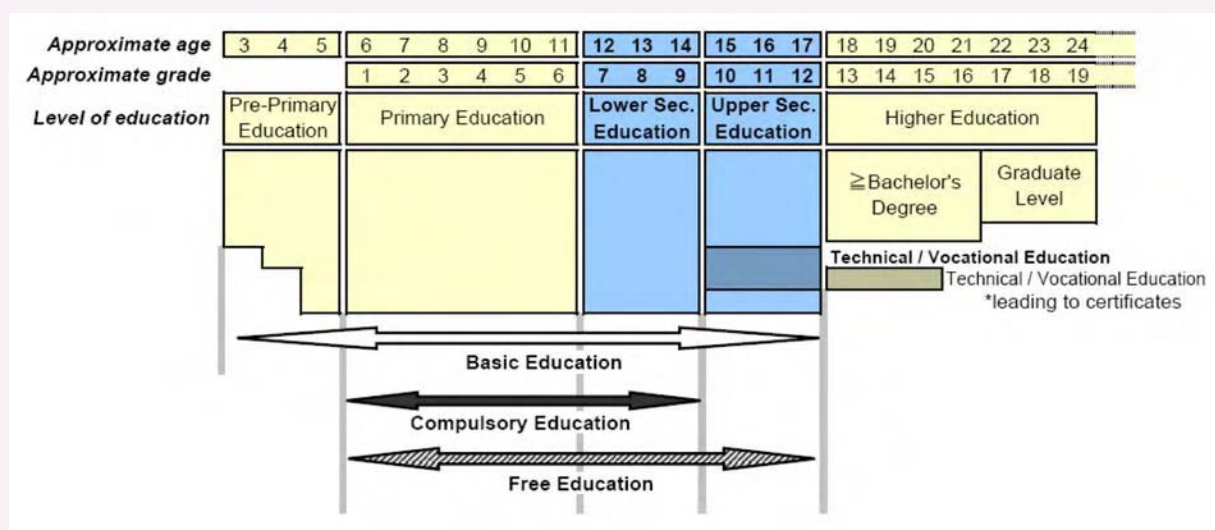 Approximate age 3 4 5 6 7 8 9 10 11 12 13 14 15 16 17 18 19 20 21 22 23 24
Approximate grade 1 2 3 4 5 6 7 8 9 10 11 12 13 14 15 16 17 18 19
Level of education
Pre-Primary
Education
Primary Education
Lower Sec.
Education
Upper Sec.
Education
Higher Education
≧Bachelor's
Degree
Graduate
Level
Technical / Vocational Education
Technical / Vocational Education
*leading to certificates
Basic Education
Compulsory Education
Free Education